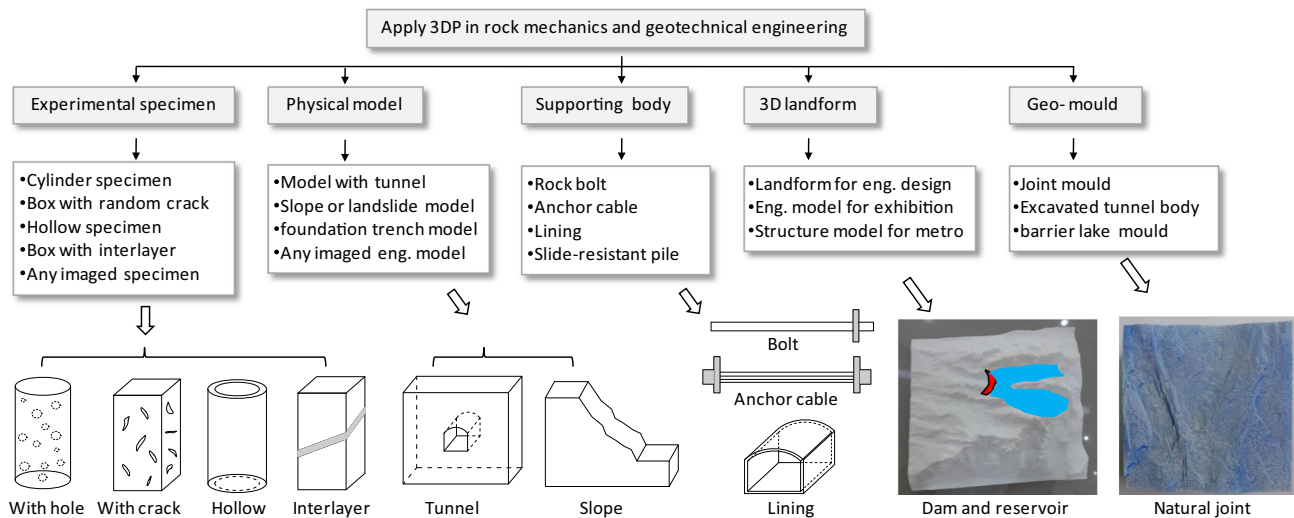 Apply 3DP in rock mechanics and geotechnical engineering
Experimental specimen
Physical model
Supporting body
3D landform
Geo- mould
•Cylinder specimen
•Box with random crack
•Hollow specimen
•Box with interlayer
•Any imaged specimen
•Model with tunnel
•Slope or landslide model
•foundation trench model
•Any imaged eng. model
•Rock bolt
•Anchor cable
•Lining
•Slide-resistant pile
•Landform for eng. design
•Eng. model for exhibition
•Structure model for metro
•Joint mould
•Excavated tunnel body
•barrier lake mould
Bolt
Anchor cable
With hole
With crack
Hollow
Interlayer
Tunnel
Slope
Lining
Dam and reservoir
Natural joint